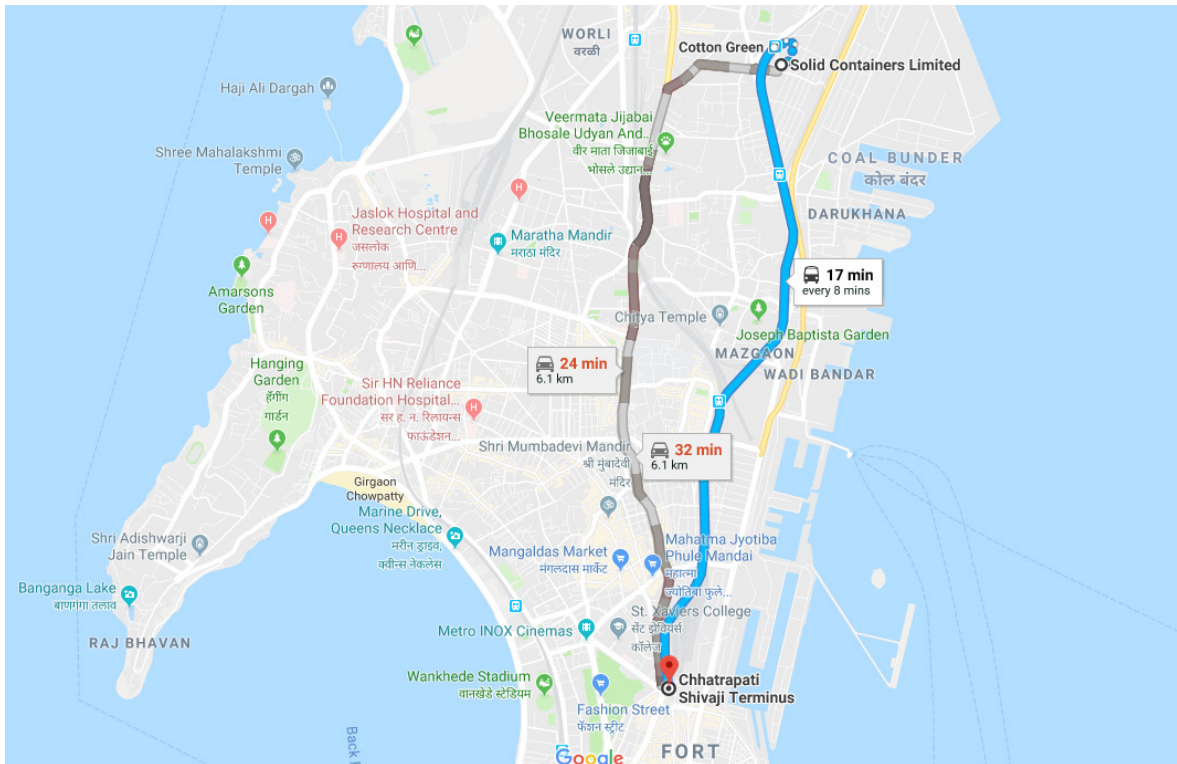 WORLI
वरळी
Cotton Green
Solid Containers Limited
Haji Ali Dargah
Veermata Jijabai
Bhosale Udyan And...
वीर माता जिजाबाई
भोसले उद्यान...
Shree Mahalakshmi
Temple
COAL BUNDER
कोल बंदर
DARUKHANA
Jaslok Hospital and
Research Centre
जसलोक
रुग्णालय आणि...
Maratha Mandir
मराठा मंदिर
17 min
every 8 mins
Amarsons
Garden
Chitya Temple
Joseph Baptista Garden
MAZGAON
WADI BANDAR
24 min
6.1 km
Hanging
Garden
हँगींग
गार्डन
Sir HN Reliance
Foundation Hospital...
सर ह. न. रिलायन्स
फाऊंडेशन...
32 min
6.1 km
Shri Mumbadevi Mandir
श्री मुंबादेवी
मंदिर
Girgaon
Chowpatty
Marine Drive,
Queens Necklace
मरीन ड्राइव,
क्वीन्स नेकलेस
Shri Adishwarji
Jain Temple
Mangaldas Market
मंगलदास मार्केट
Mahatma Jyotiba
Phule Mandai
महात्मा
ज्योतिबा फुले...
Banganga Lake
बाणगंगा तलाव
RAJ BHAVAN
St. Xaviers College
सेंट झेवियर्स
कॉलेज
Metro INOX Cinemas
Wankhede Stadium
वानखेडे स्टेडियम
Chhatrapati
Shivaji Terminus
Fashion Street
फॅशन स्ट्रीट
FORT
Google
Back